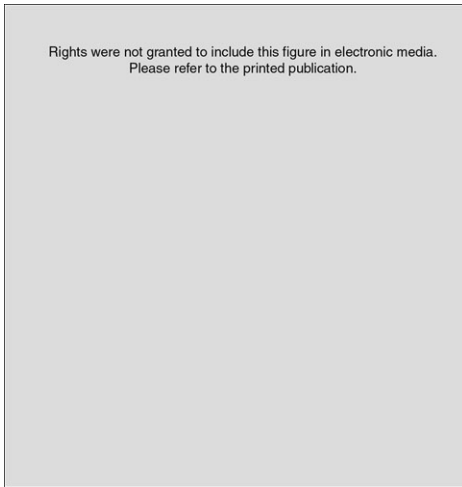 Rights were not granted to include this figure in electronic media.
Please refer to the printed publication.